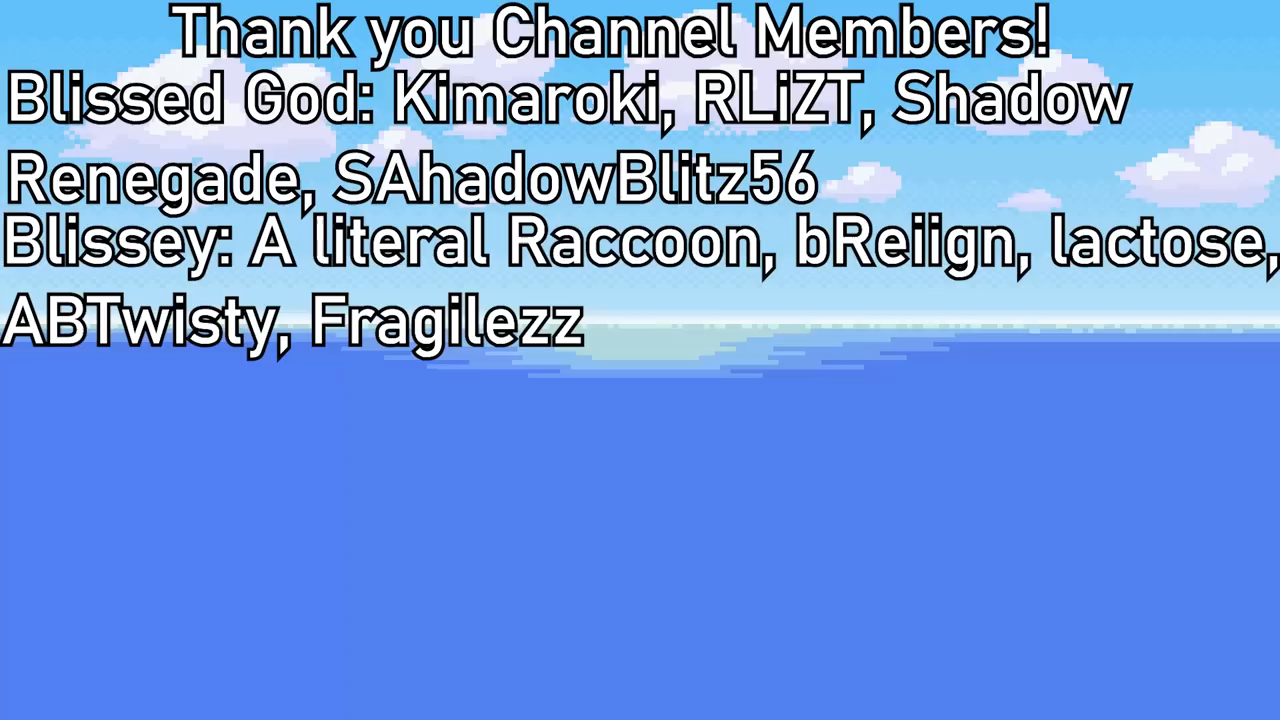 Thank you Channel Members!
Blissed God: Kimaroki, RLiZT, Shadow
Renegade, SAhadowBlitz56
Blissey: A literal Raccoon, bReiign, lactose,
ABTwisty, Fragilezz